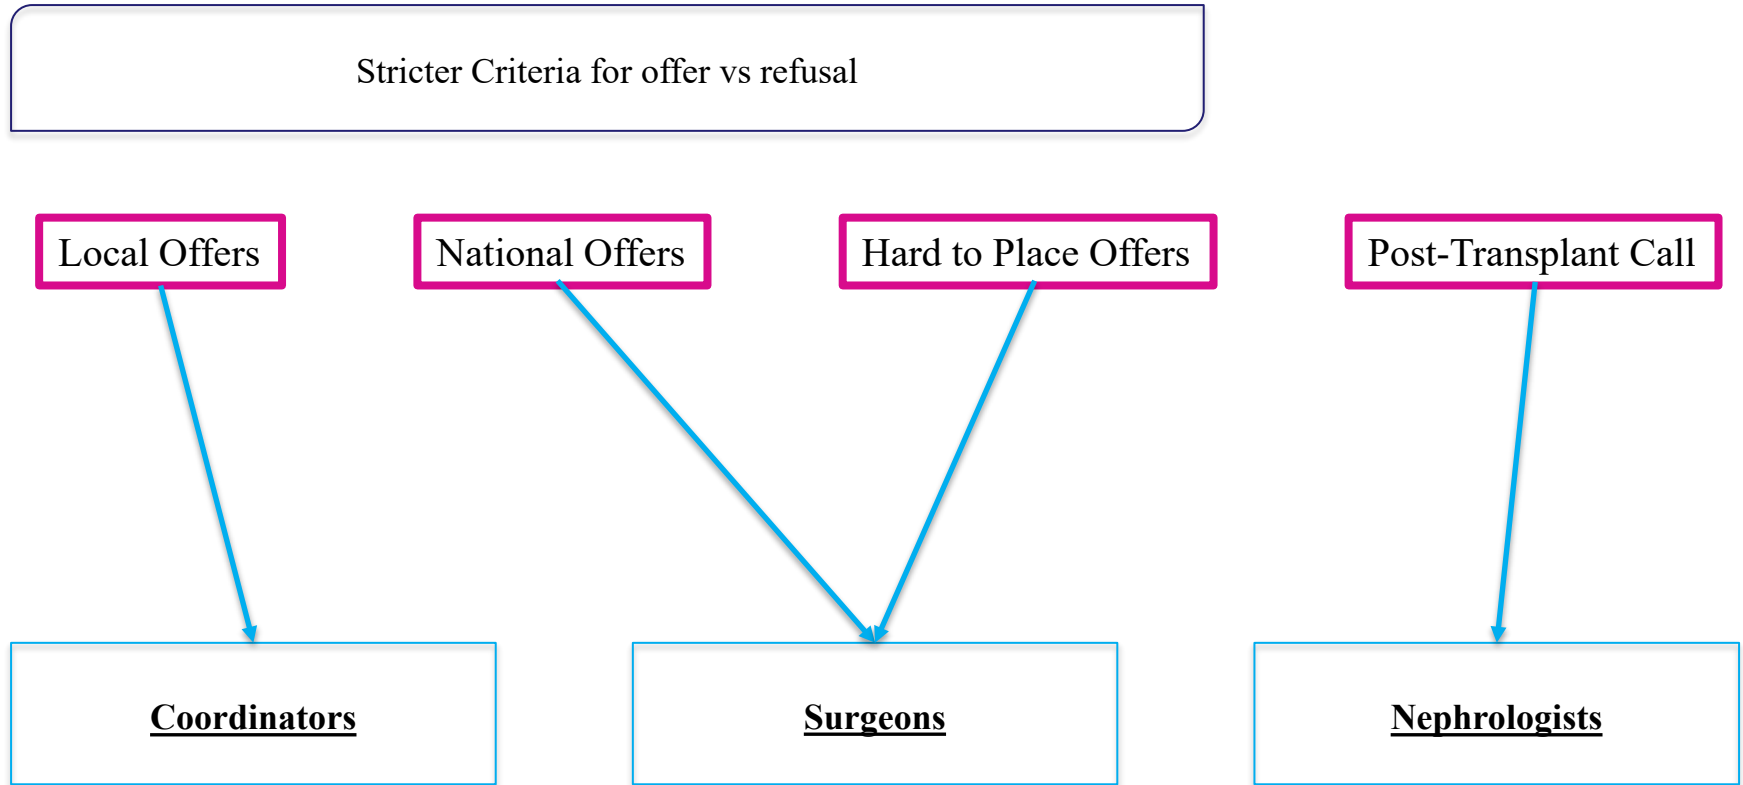 Stricter Criteria for offer vs refusal
Local Offers
National Offers
Hard to Place Offers
Post-Transplant Call
Coordinators
Surgeons
Nephrologists